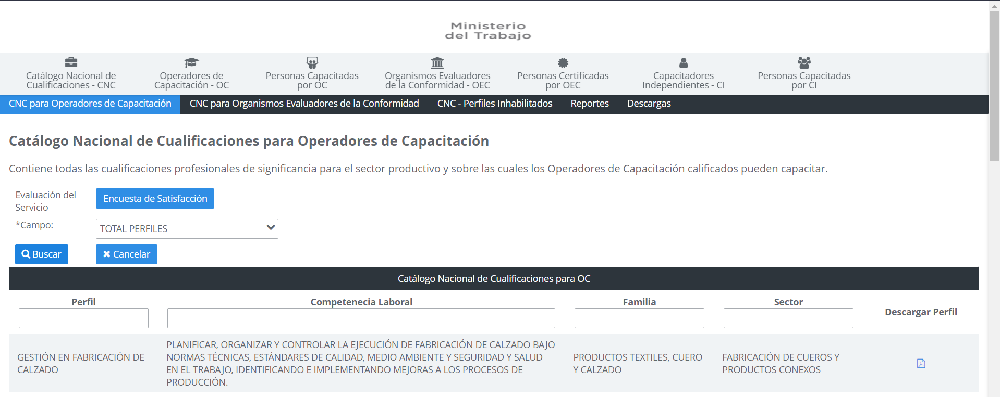 Ministerio
del Trabajo
Catálogo Nacional de
Cualificaciones - CNC
Operadores de
Capacitación - OC
Personas Capacitadas
por OC
Organismos Evaluadores
de la Conformidad - OEC
Personas Certificadas
por OEC
Capacitadores
Independientes - CI
Personas Capacitadas
por CI
CNC para Operadores de Capacitación
CNC para Organismos Evaluadores de la Conformidad
CNC - Perfiles Inhabilitados
Reportes
Descargas
Catálogo Nacional de Cualificaciones para Operadores de Capacitación
Contiene todas las cualificaciones profesionales de significancia para el sector productivo y sobre las cuales los Operadores de Capacitación calificados pueden capacitar.
Evaluación del
Servicio
Encuesta de Satisfacción
*Campo:
TOTAL PERFILES
Buscar
Cancelar
Catálogo Nacional de Cualificaciones para OC
Perfil
Competenecia Laboral
Familia
Sector
Descargar Perfil
GESTIÓN EN FABRICACIÓN DE
CALZADO
PLANIFICAR, ORGANIZAR Y CONTROLAR LA EJECUCIÓN DE FABRICACIÓN DE CALZADO BAJO
NORMAS TÉCNICAS, ESTÁNDARES DE CALIDAD, MEDIO AMBIENTE Y SEGURIDAD Y SALUD
EN EL TRABAJO, IDENTIFICANDO E IMPLEMENTANDO MEJORAS A LOS PROCESOS DE
PRODUCCIÓN.
PRODUCTOS TEXTILES, CUERO
Y CALZADO
FABRICACIÓN DE CUEROS Y
PRODUCTOS CONEXOS